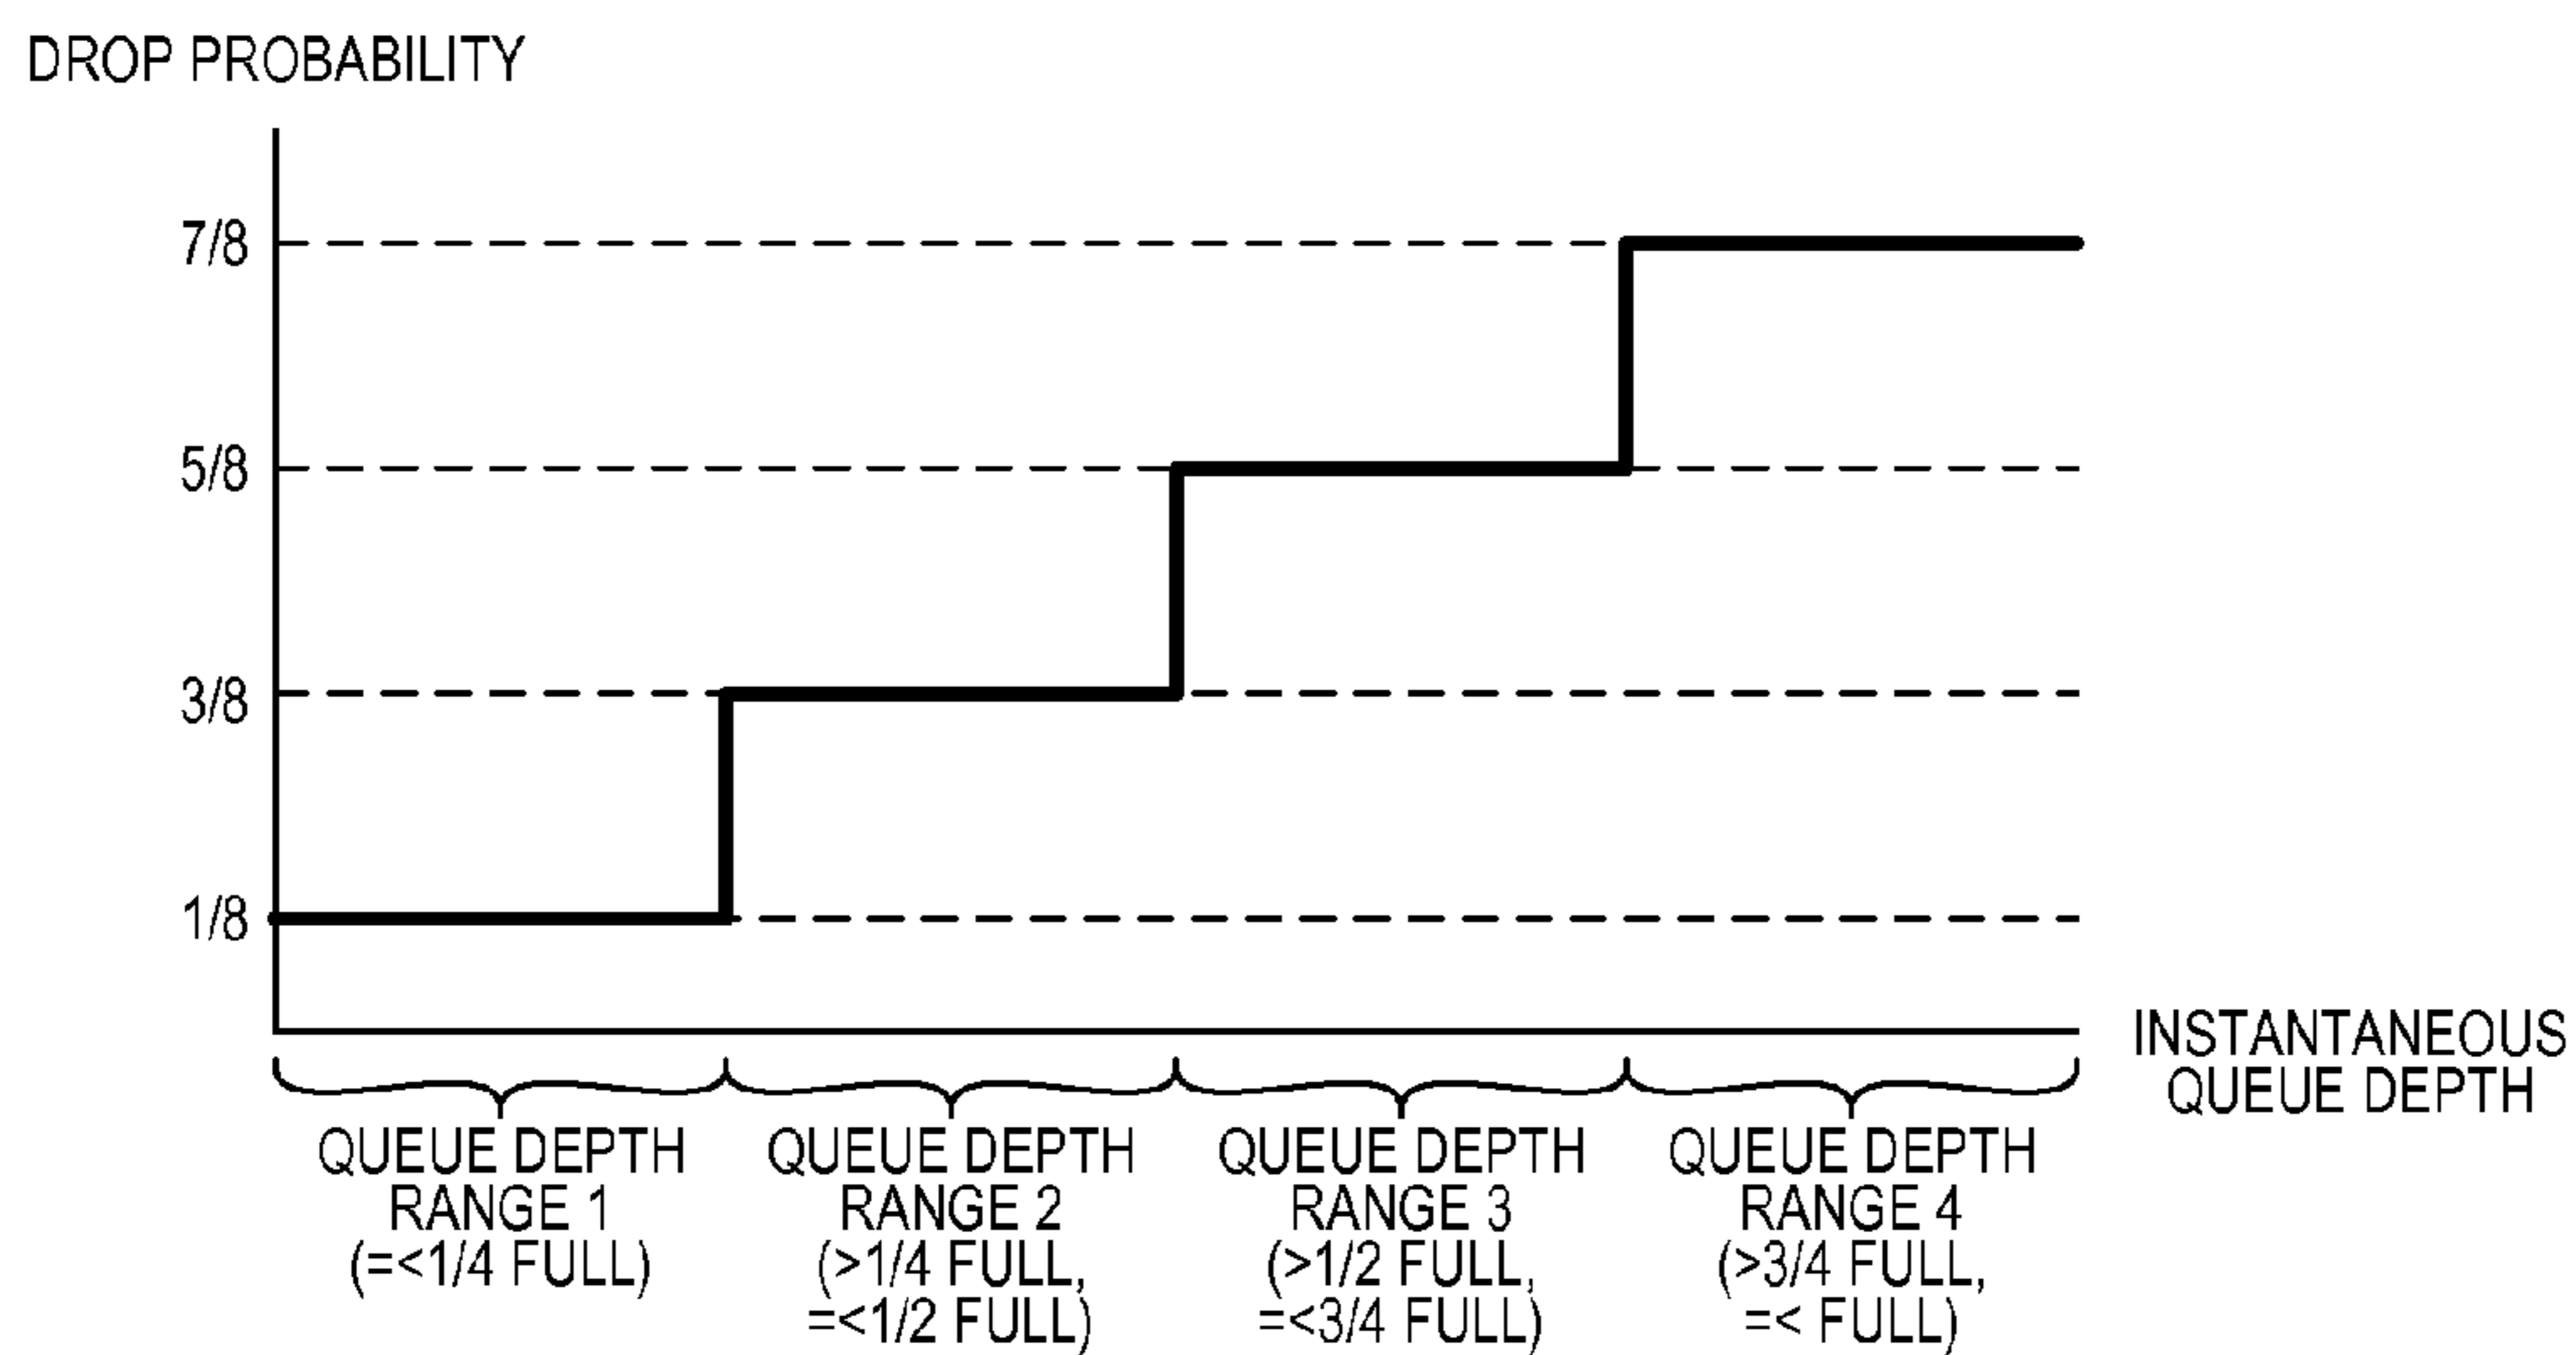 DROP PROBABILITY
7/8
5/8
3/8
1/8
INSTANTANEOUS
QUEUE DEPTH
QUEUE DEPTH
RANGE 1
(=<1/4 FULL)
QUEUE DEPTH
RANGE 2
(>1/4 FULL,
=<1/2 FULL)
QUEUE DEPTH
RANGE 3
(>1/2 FULL,
=<3/4 FULL)
QUEUE DEPTH
RANGE 4
(>3/4 FULL,
=< FULL)